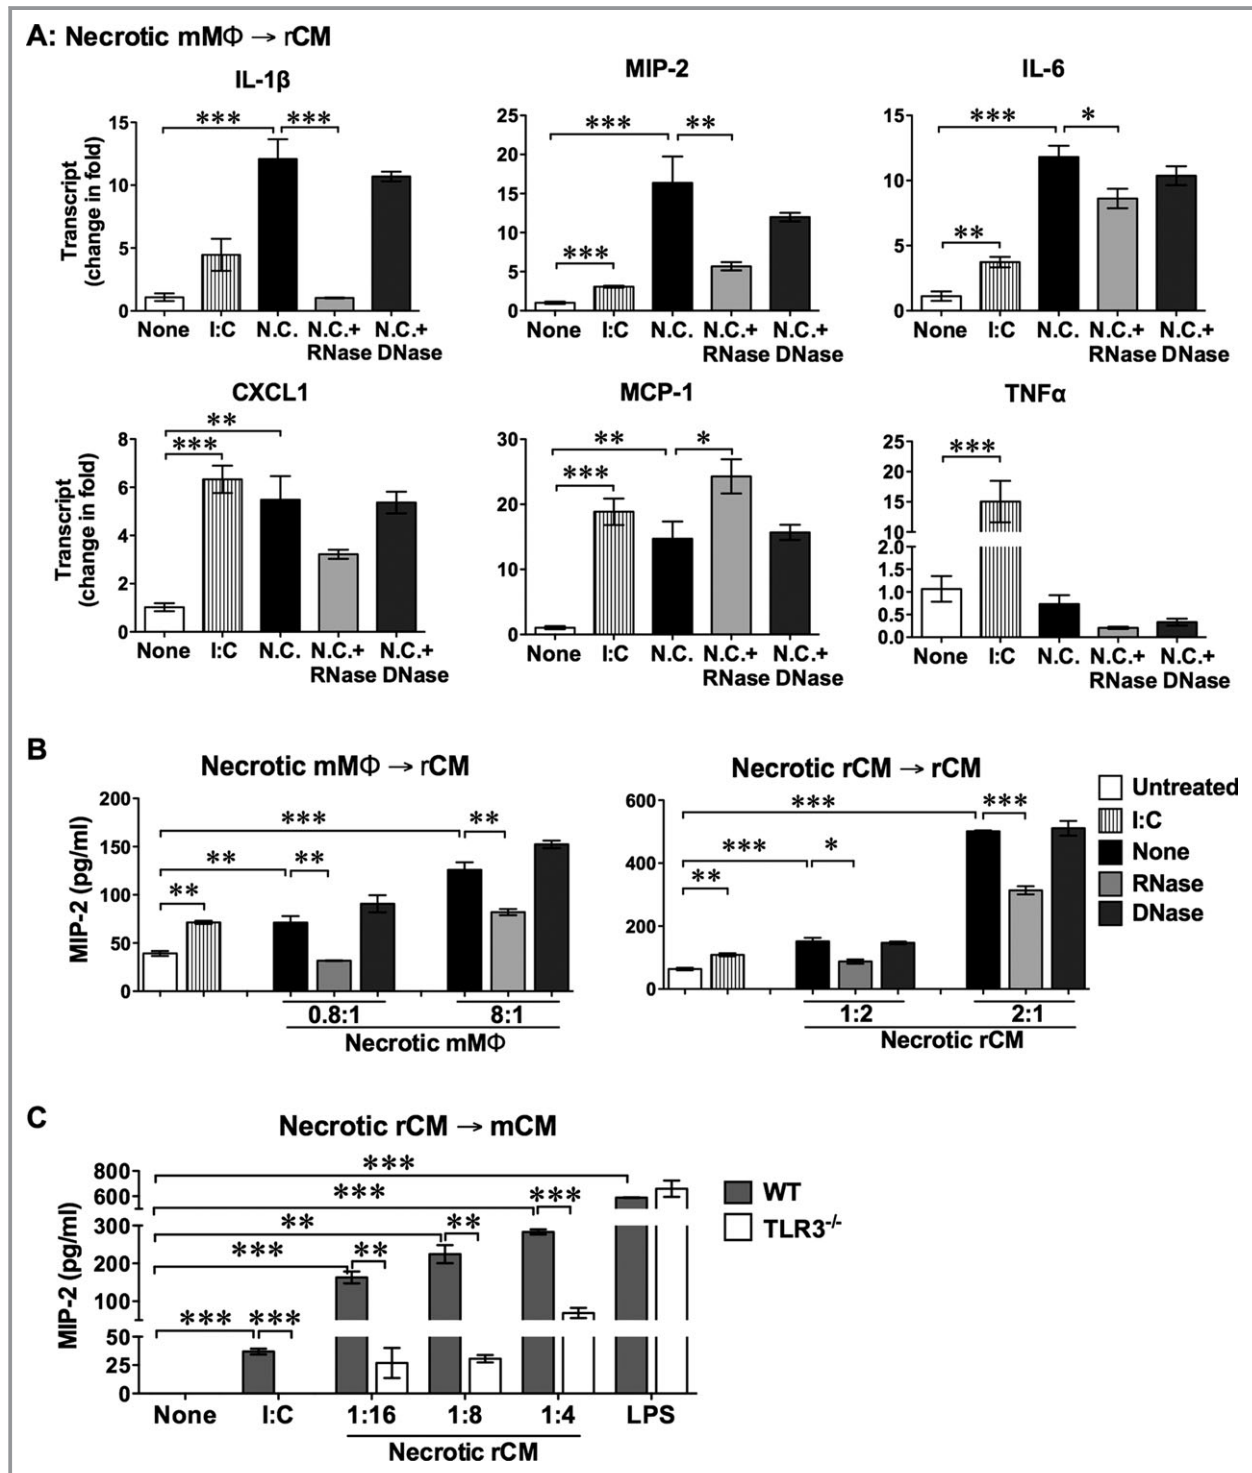 A: Necrotic mMΦ → rCM
IL-1β
MIP-2
IL-6
Transcript
(change in fold)
15
10
5
0
*** ***
None I:C N.C. N.C.+ N.C.+
RNase DNase
25
20
15
10
5
0
*** **
***
None I:C N.C. N.C.+ N.C.+
RNase DNase
15
10
5
0
*** *
**
None I:C N.C. N.C.+ N.C.+
RNase DNase
CXCL1
MCP-1
TNFα
Transcript
(change in fold)
8
6
4
2
0
**
***
None I:C N.C. N.C.+ N.C.+
RNase DNase
30
20
10
0
** *
***
None I:C N.C. N.C.+ N.C.+
RNase DNase
25
20
15
10
2.0
1.5
1.0
0.5
0.0
***
None I:C N.C. N.C.+ N.C.+
RNase DNase
B
Necrotic mMΦ → rCM
MIP-2 (pg/ml)
200
150
100
50
0
*** **
** **
**
0.8:1 8:1
Necrotic mMΦ
Necrotic rCM → rCM
600
400
200
0
*** ***
*** *
**
1:2 2:1
Necrotic rCM
Untreated
I:C
None
RNase
DNase
C
Necrotic rCM → mCM
MIP-2 (pg/ml)
800
600
300
200
100
50
25
0
***
*** ***
** **
*** **
*** ***
None I:C 1:16 1:8 1:4 LPS
Necrotic rCM
WT
TLR3-/-